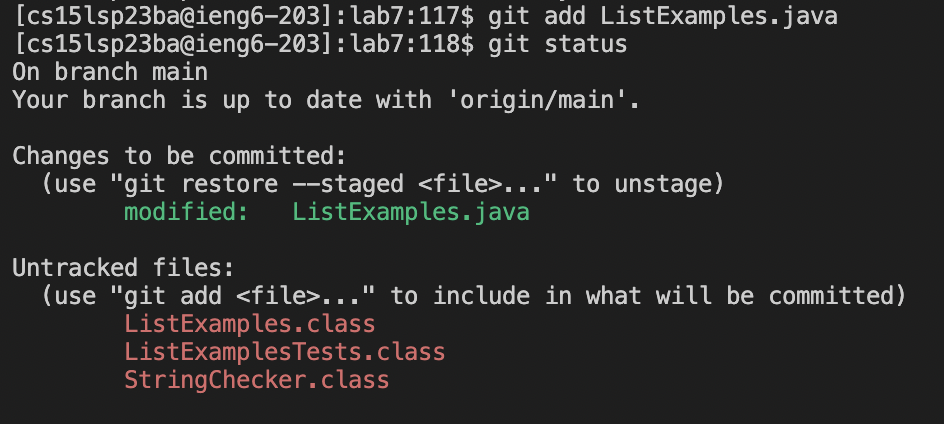 [cs15lsp23ba@ieng6-203]:lab7:117$ git add ListExamples.java
[cs15lsp23ba@ieng6-203]:lab7:118$ git status
On branch main
Your branch is up to date with 'origin/main'.
Changes to be committed:
  (use "git restore --staged <file>..." to unstage)
        modified:   ListExamples.java
Untracked files:
  (use "git add <file>..." to include in what will be committed)
        ListExamples.class
        ListExamplesTests.class
        StringChecker.class